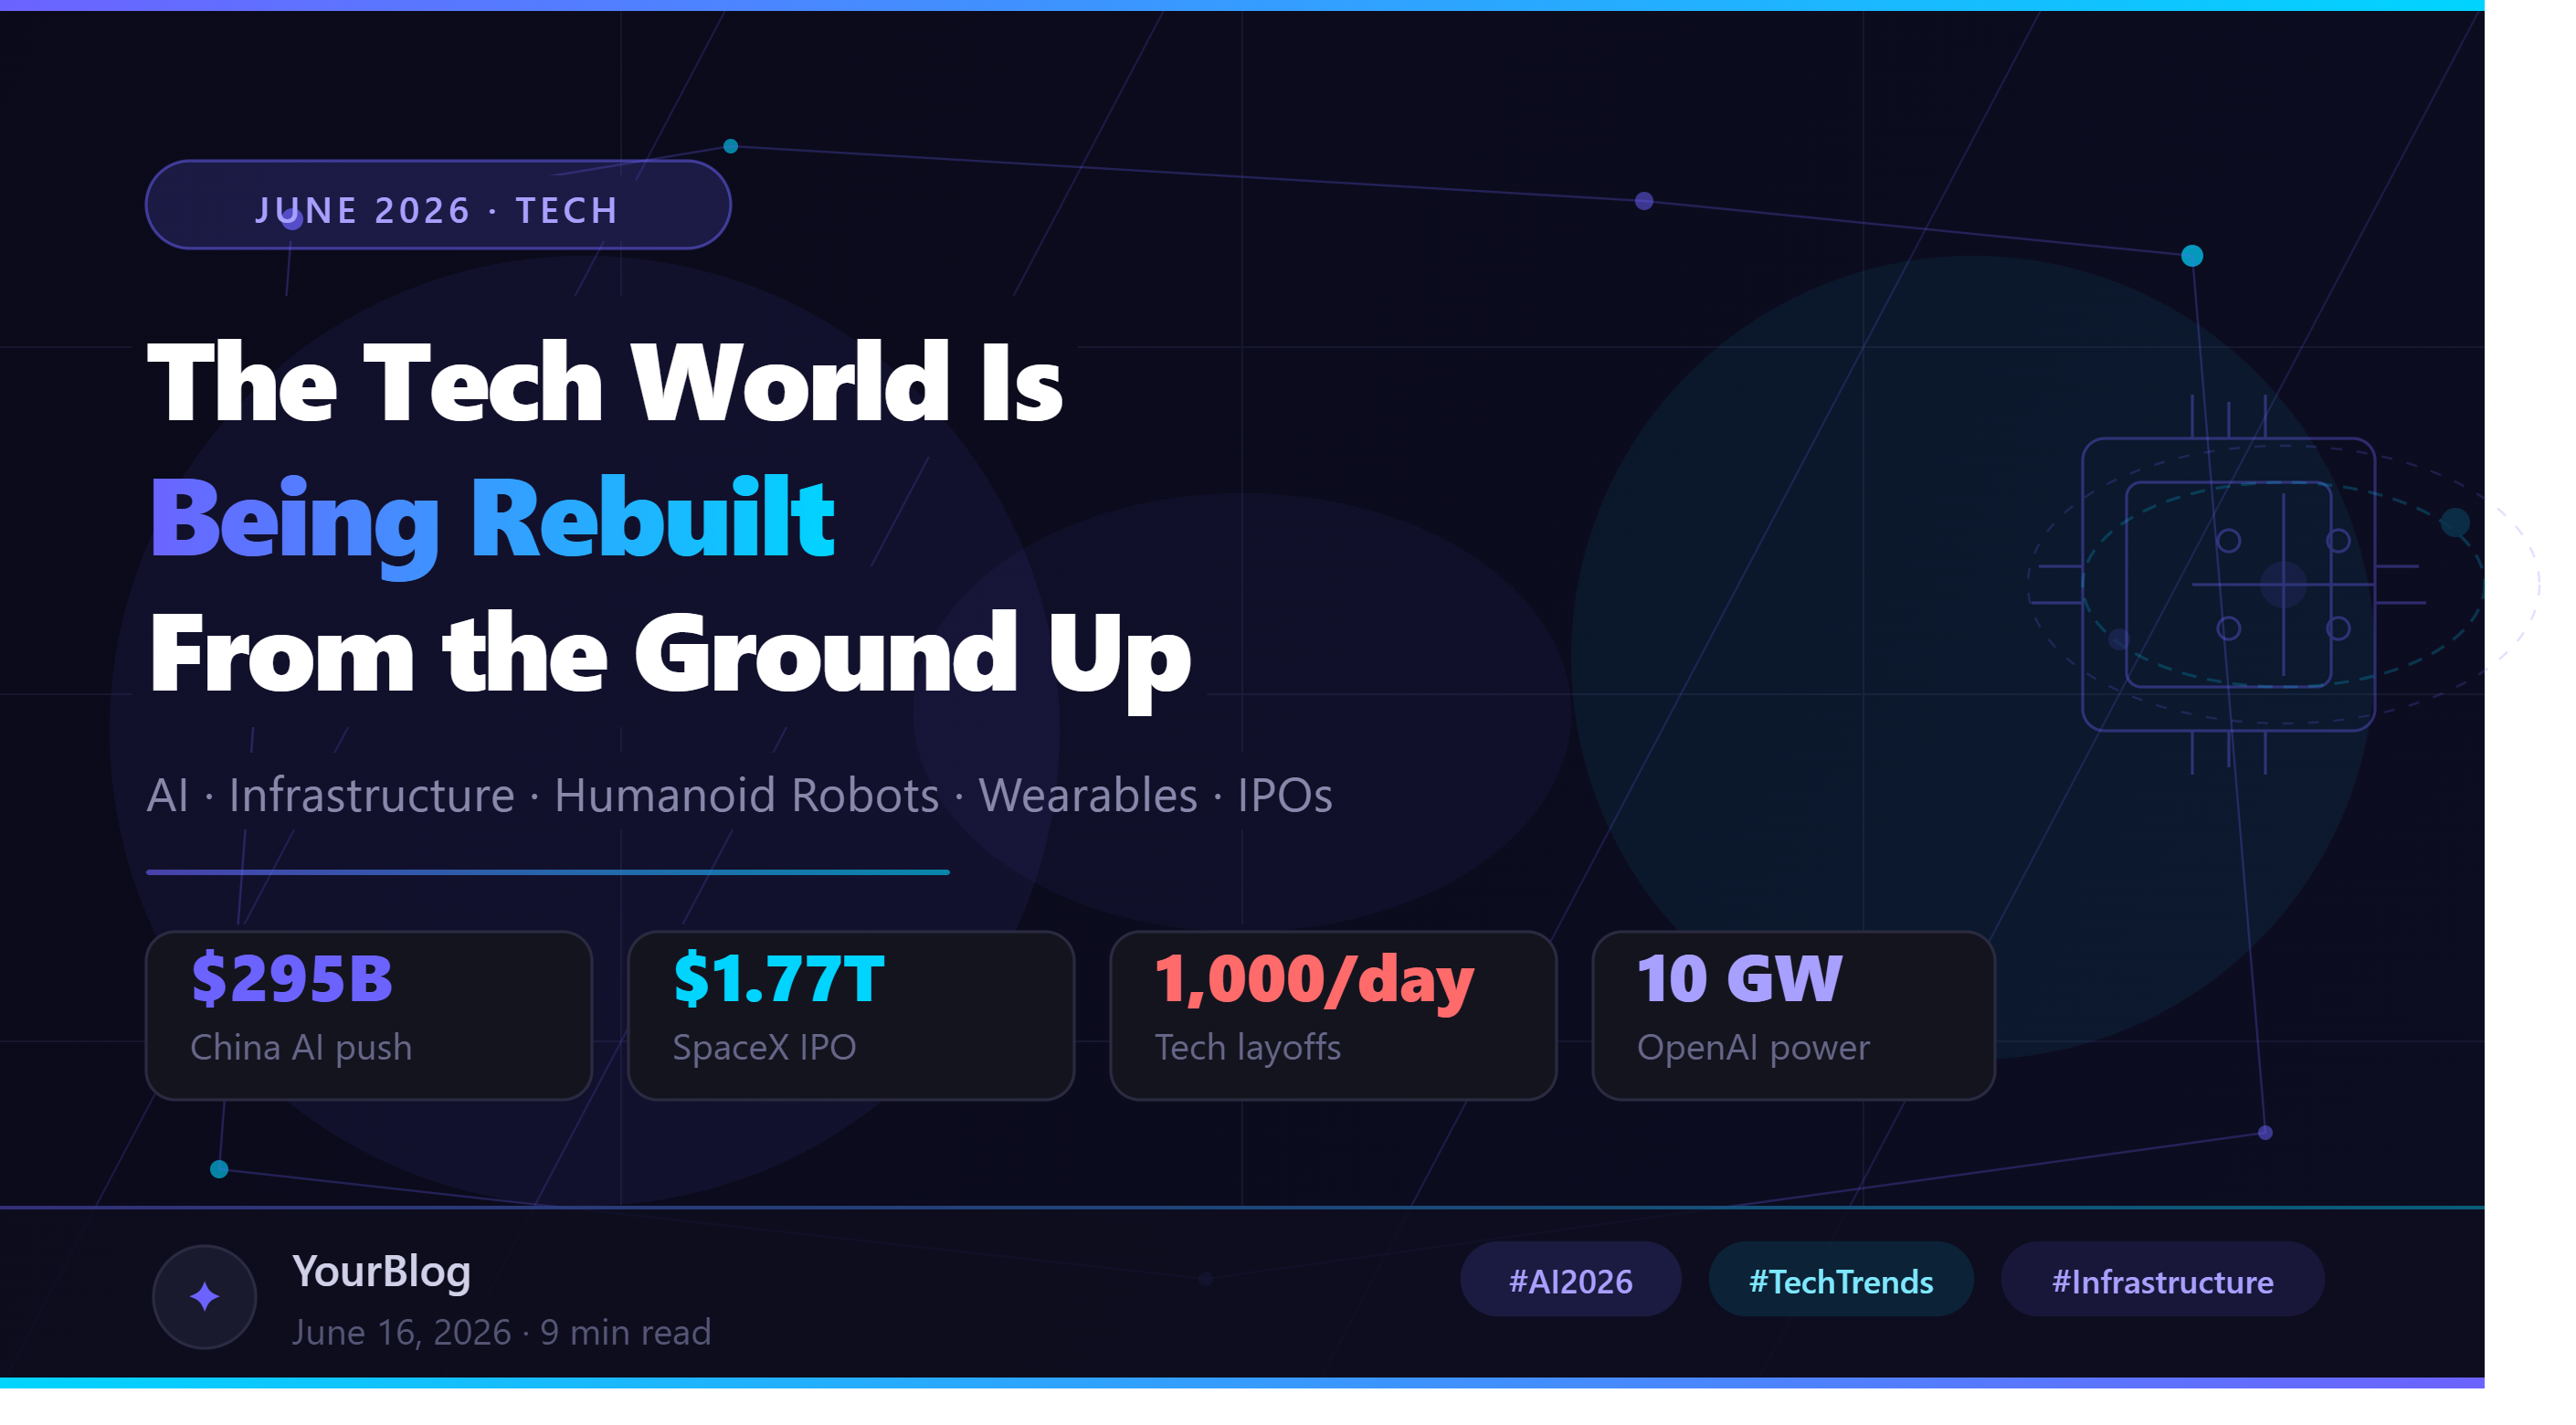 JUNE 2026 · TECH
The Tech World Is
Being Rebuilt
From the Ground Up
AI · Infrastructure · Humanoid Robots · Wearables · IPOs
$295B
China AI push
$1.77T
SpaceX IPO
1,000/day
Tech layoffs
10 GW
OpenAI power
YourBlog
June 16, 2026 · 9 min read
#AI2026
#TechTrends
#Infrastructure